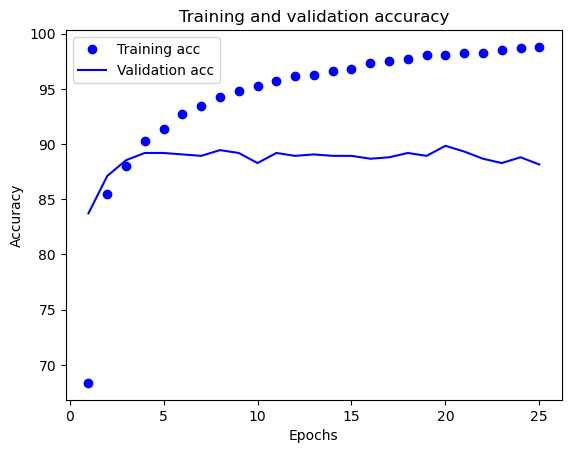 Training and validation accuracy
Training acc
Validation acc
100
95
90
85
80
75
70
Accuracy
0 5 10 15 20 25
Epochs